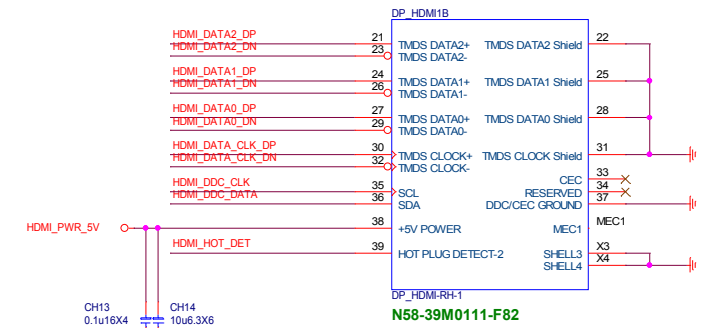 DP_HDMI1B
HDMI_DATA2_DP 21 TMDS DATA2+ TMDS DATA2 Shield 22
HDMI_DATA2_DN 23 TMDS DATA2-
HDMI_DATA1_DP 24 TMDS DATA1+ TMDS DATA1 Shield 25
HDMI_DATA1_DN 26 TMDS DATA1-
HDMI_DATA0_DP 27 TMDS DATA0+ TMDS DATA0 Shield 28
HDMI_DATA0_DN 29 TMDS DATA0-
HDMI_DATA_CLK_DP 30 TMDS CLOCK+ TMDS CLOCK Shield 31
HDMI_DATA_CLK_DN 32 TMDS CLOCK-
CEC 33
HDMI_DDC_CLK 35 SCL RESERVED 34
HDMI_DDC_DATA 36 SDA DDC/CEC GROUND 37
HDMI_PWR_5V 38 +5V POWER MEC1 MEC1
HDMI_HOT_DET 39 HOT PLUG DETECT-2 SHELL3 X3
SHELL4 X4
DP_HDMI-RH-1
CH13 CH14 N58-39M0111-F82
0.1u16X4 10u6.3X6